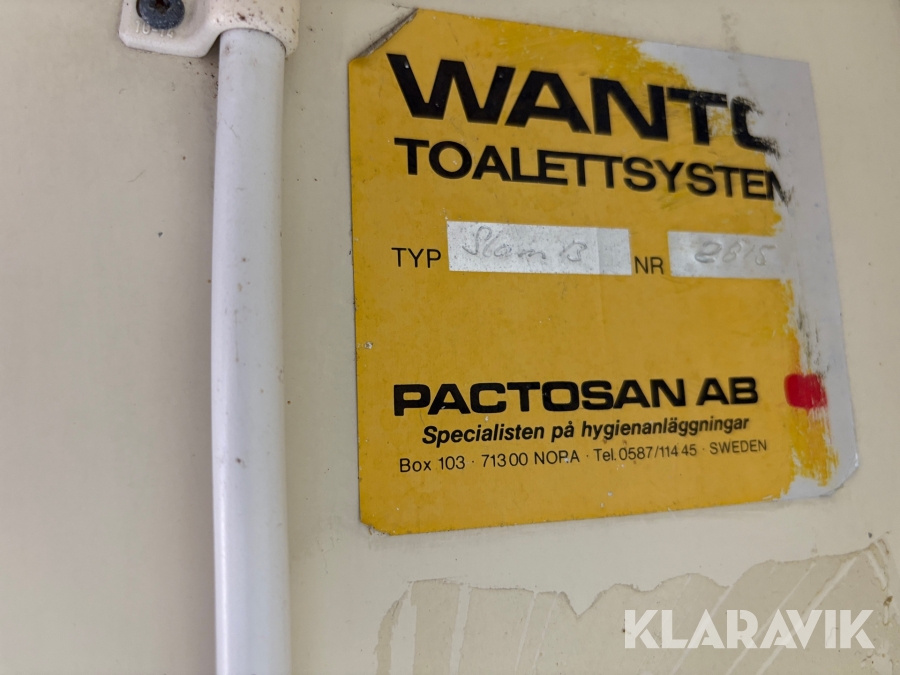 WANTO
TOALETTSYSTEM
TYP NR 2615
PACTOSAN AB
Specialisten på hygienanläggningar
Box 103 · 713 00 NORA · Tel. 0587/114 45 · SWEDEN
KLARAVIK